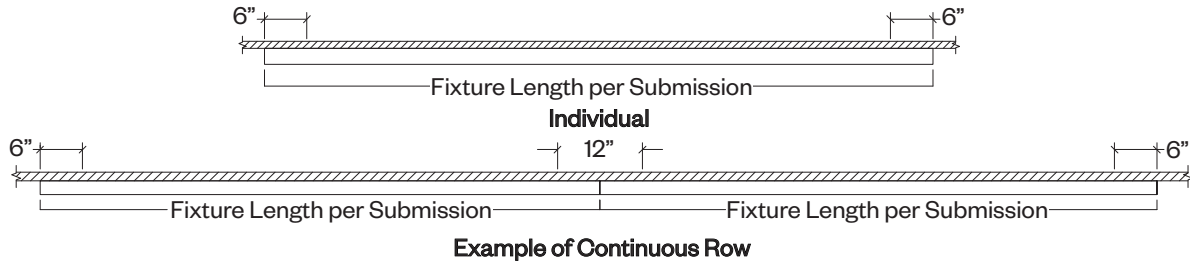 6” 6”
Fixture Length per Submission
Individual
6” 12” 6”
Fixture Length per Submission Fixture Length per Submission
Example of Continuous Row